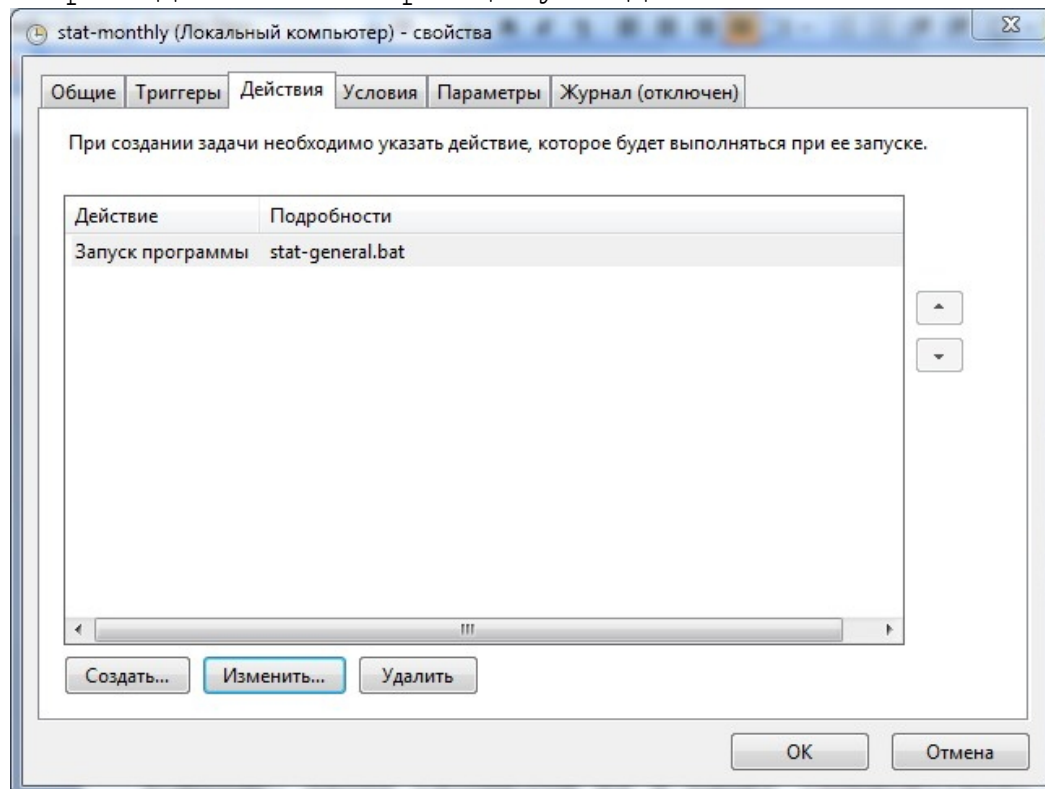 stat-monthly (Локальный компьютер) - свойства
Общие Триггеры Действия Условия Параметры Журнал (отключен)
При создании задачи необходимо указать действие, которое будет выполняться при ее запуске.
Действие Подробности
Запуск программы stat-general.bat
Создать... Изменить... Удалить
ОК Отмена